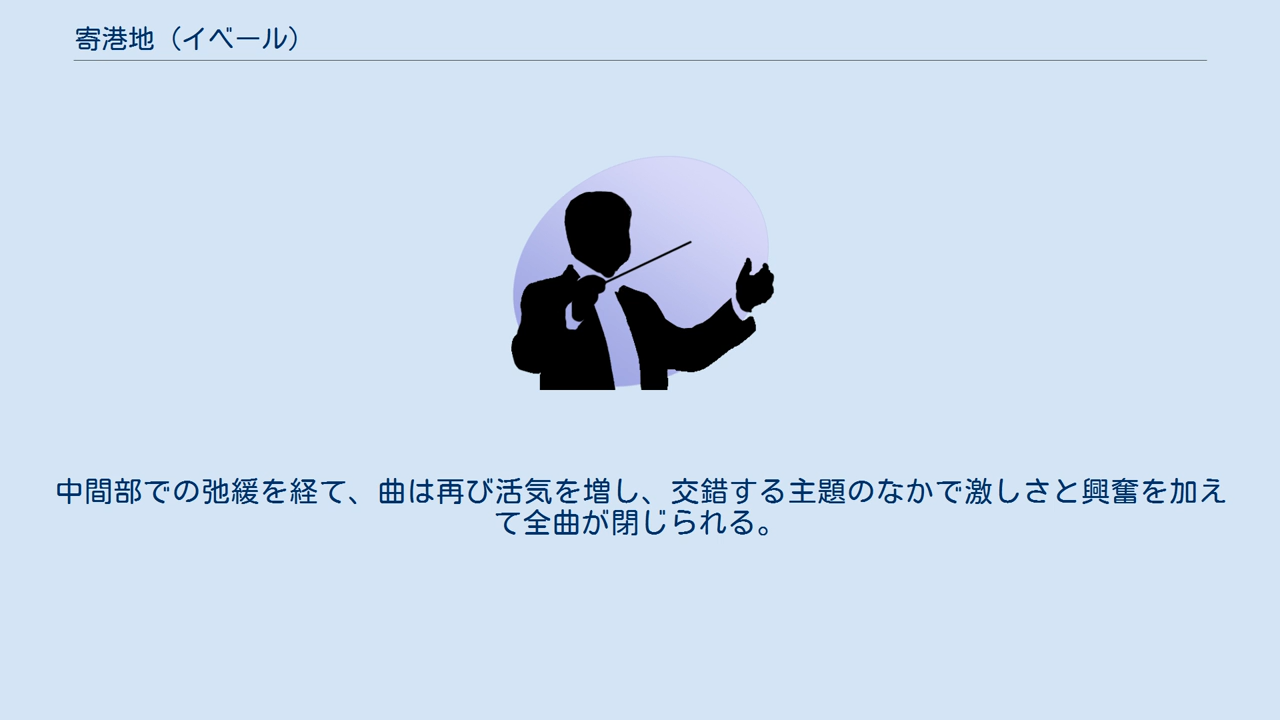 寄港地（イベール）
中間部での弛緩を経て、曲は再び活気を増し、交錯する主題のなかで激しさと興奮を加え
て全曲が閉じられる。